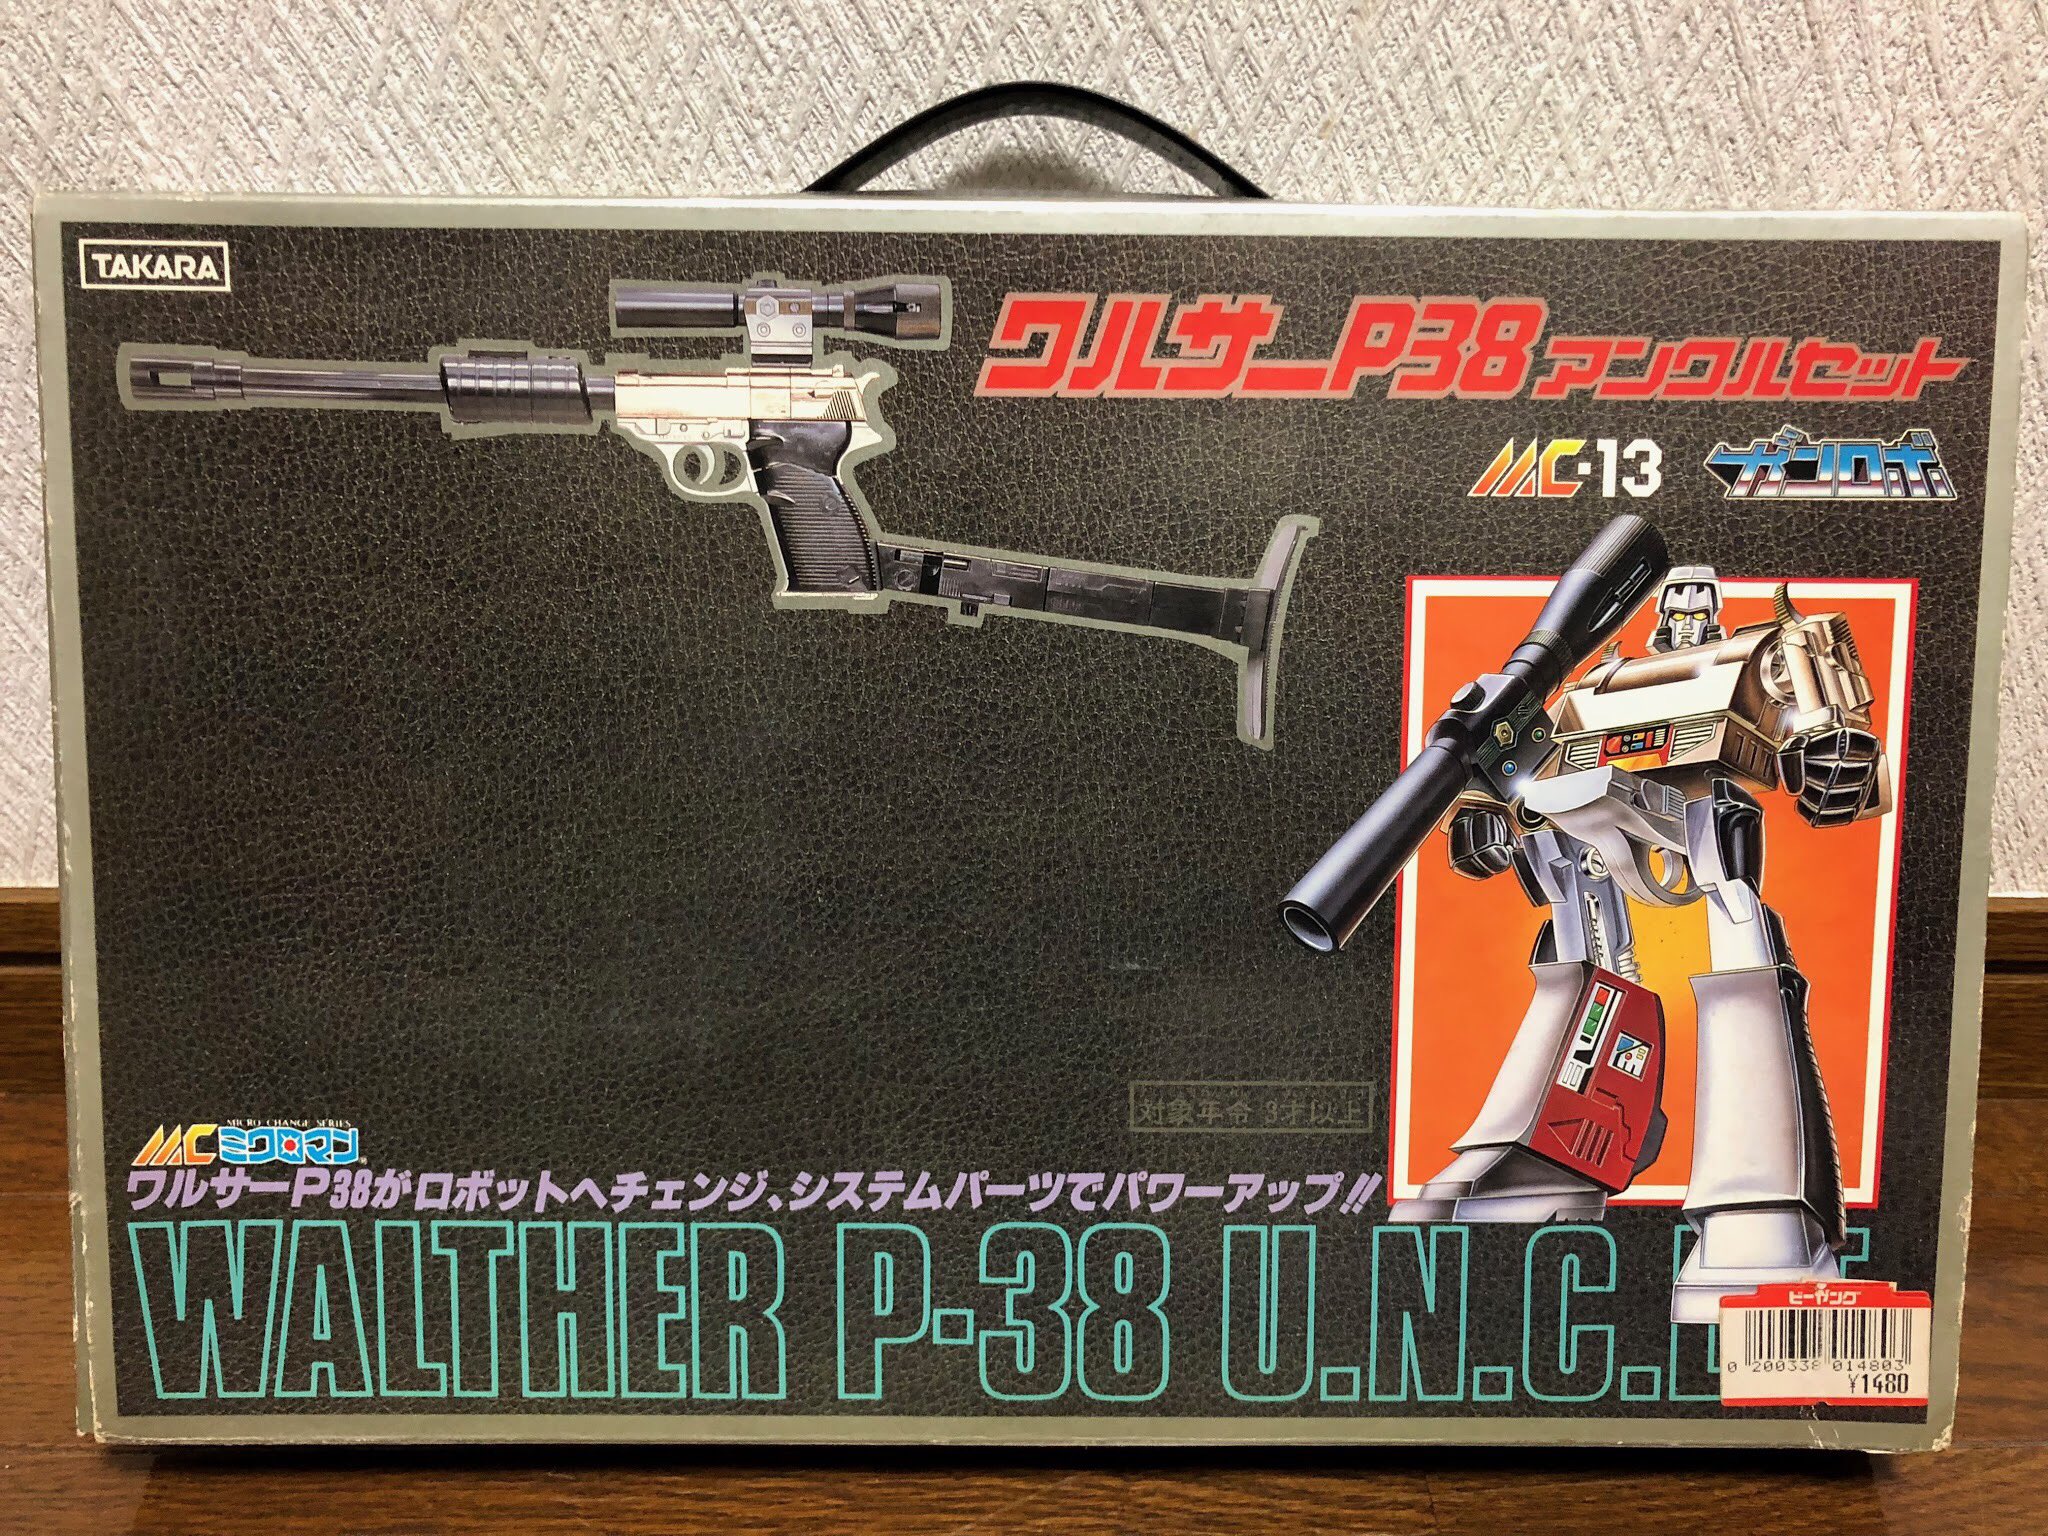 TAKARA
ワルサーP38アンクルセット
MC-13 ガンロボ
対象年令 3才以上
MICRO CHANGE SERIES
MCミクロマン
ワルサーP38がロボットへチェンジ、システムパーツでパワーアップ!!
WALTHER P-38 U.N.C.L.E
ビーガング
0 200338 014803
¥1480